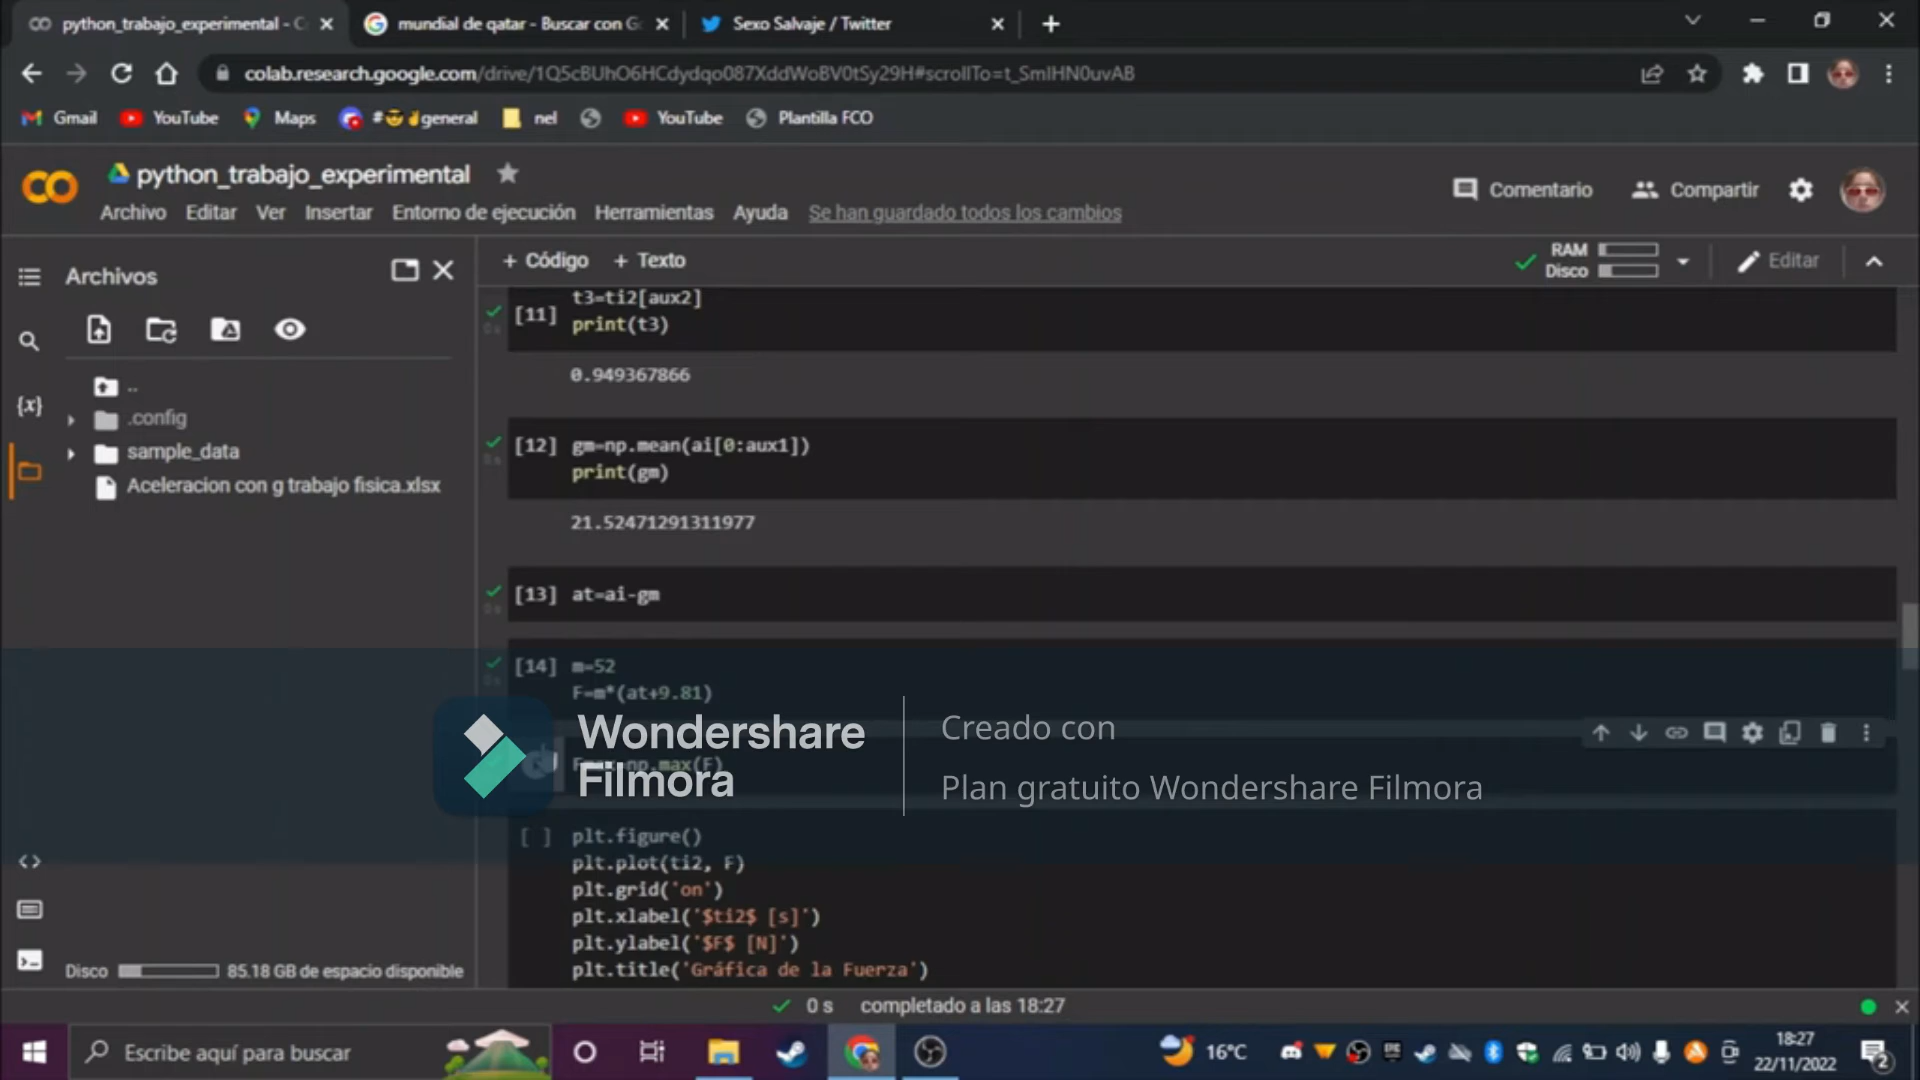 python_trabajo_experimental - C
mundial de qatar - Buscar con G
Sexo Salvaje / Twitter
colab.research.google.com/drive/1Q5cBUhO6HCdydqo087XddWoBV0tSy29H#scrollTo=t_SmIHN0uvAB
Gmail
YouTube
Maps
#😎✌general
nel
YouTube
Plantilla FCO
python_trabajo_experimental
Archivo Editar Ver Insertar Entorno de ejecución Herramientas Ayuda Se han guardado todos los cambios
Comentario
Compartir
Archivos
+ Código + Texto
RAM
Disco
Editar
..
.config
sample_data
Aceleracion con g trabajo fisica.xlsx
Disco
85.18 GB de espacio disponible
[11]
t3=ti2[aux2]
print(t3)
0.949367866
[12] gm=np.mean(ai[0:aux1])
print(gm)
21.52471291311977
[13] at=ai-gm
[14] m=52
F=m*(at+9.81)
np.max(F)
Wondershare
Filmora
Creado con
Plan gratuito Wondershare Filmora
[ ] plt.figure()
plt.plot(ti2, F)
plt.grid('on')
plt.xlabel('$ti2$ [s]')
plt.ylabel('$F$ [N]')
plt.title('Gráfica de la Fuerza')
0 s completado a las 18:27
Escribe aquí para buscar
16°C
18:27
22/11/2022
2